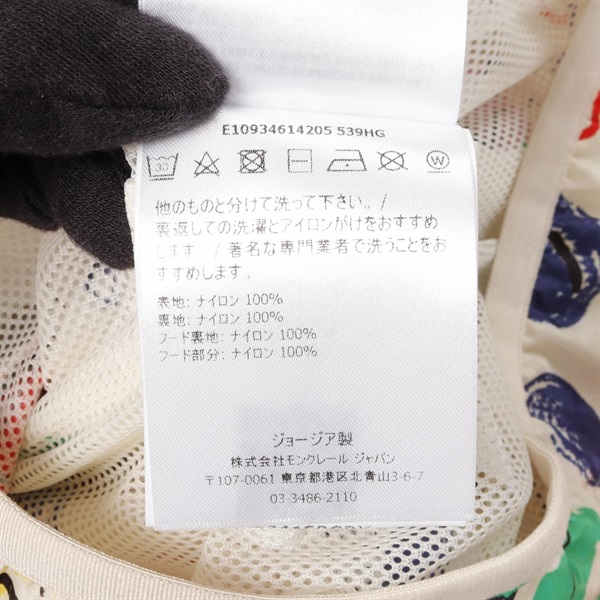 E10934614205 539HG
30
W
他のものと分けて洗って下さい。/
裏返しての洗濯とアイロンがけをおすすめ
します。./ 著名な専門業者で洗うことをお
すすめします。
表地: ナイロン 100%
裏地: ナイロン 100%
フード裏地: ナイロン 100%
フード部分: ナイロン 100%
ジョージア製
株式会社モンクレール ジャパン
〒107-0061 東京都港区北青山3-6-7
03-3486-2110